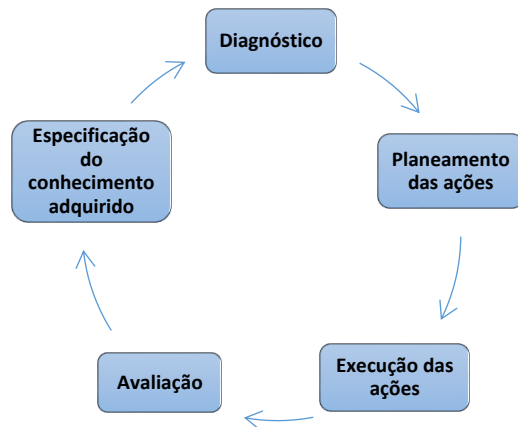 Diagnóstico
Planeamento
das ações
Execução das
ações
Avaliação
Especificação
do
conhecimento
adquirido